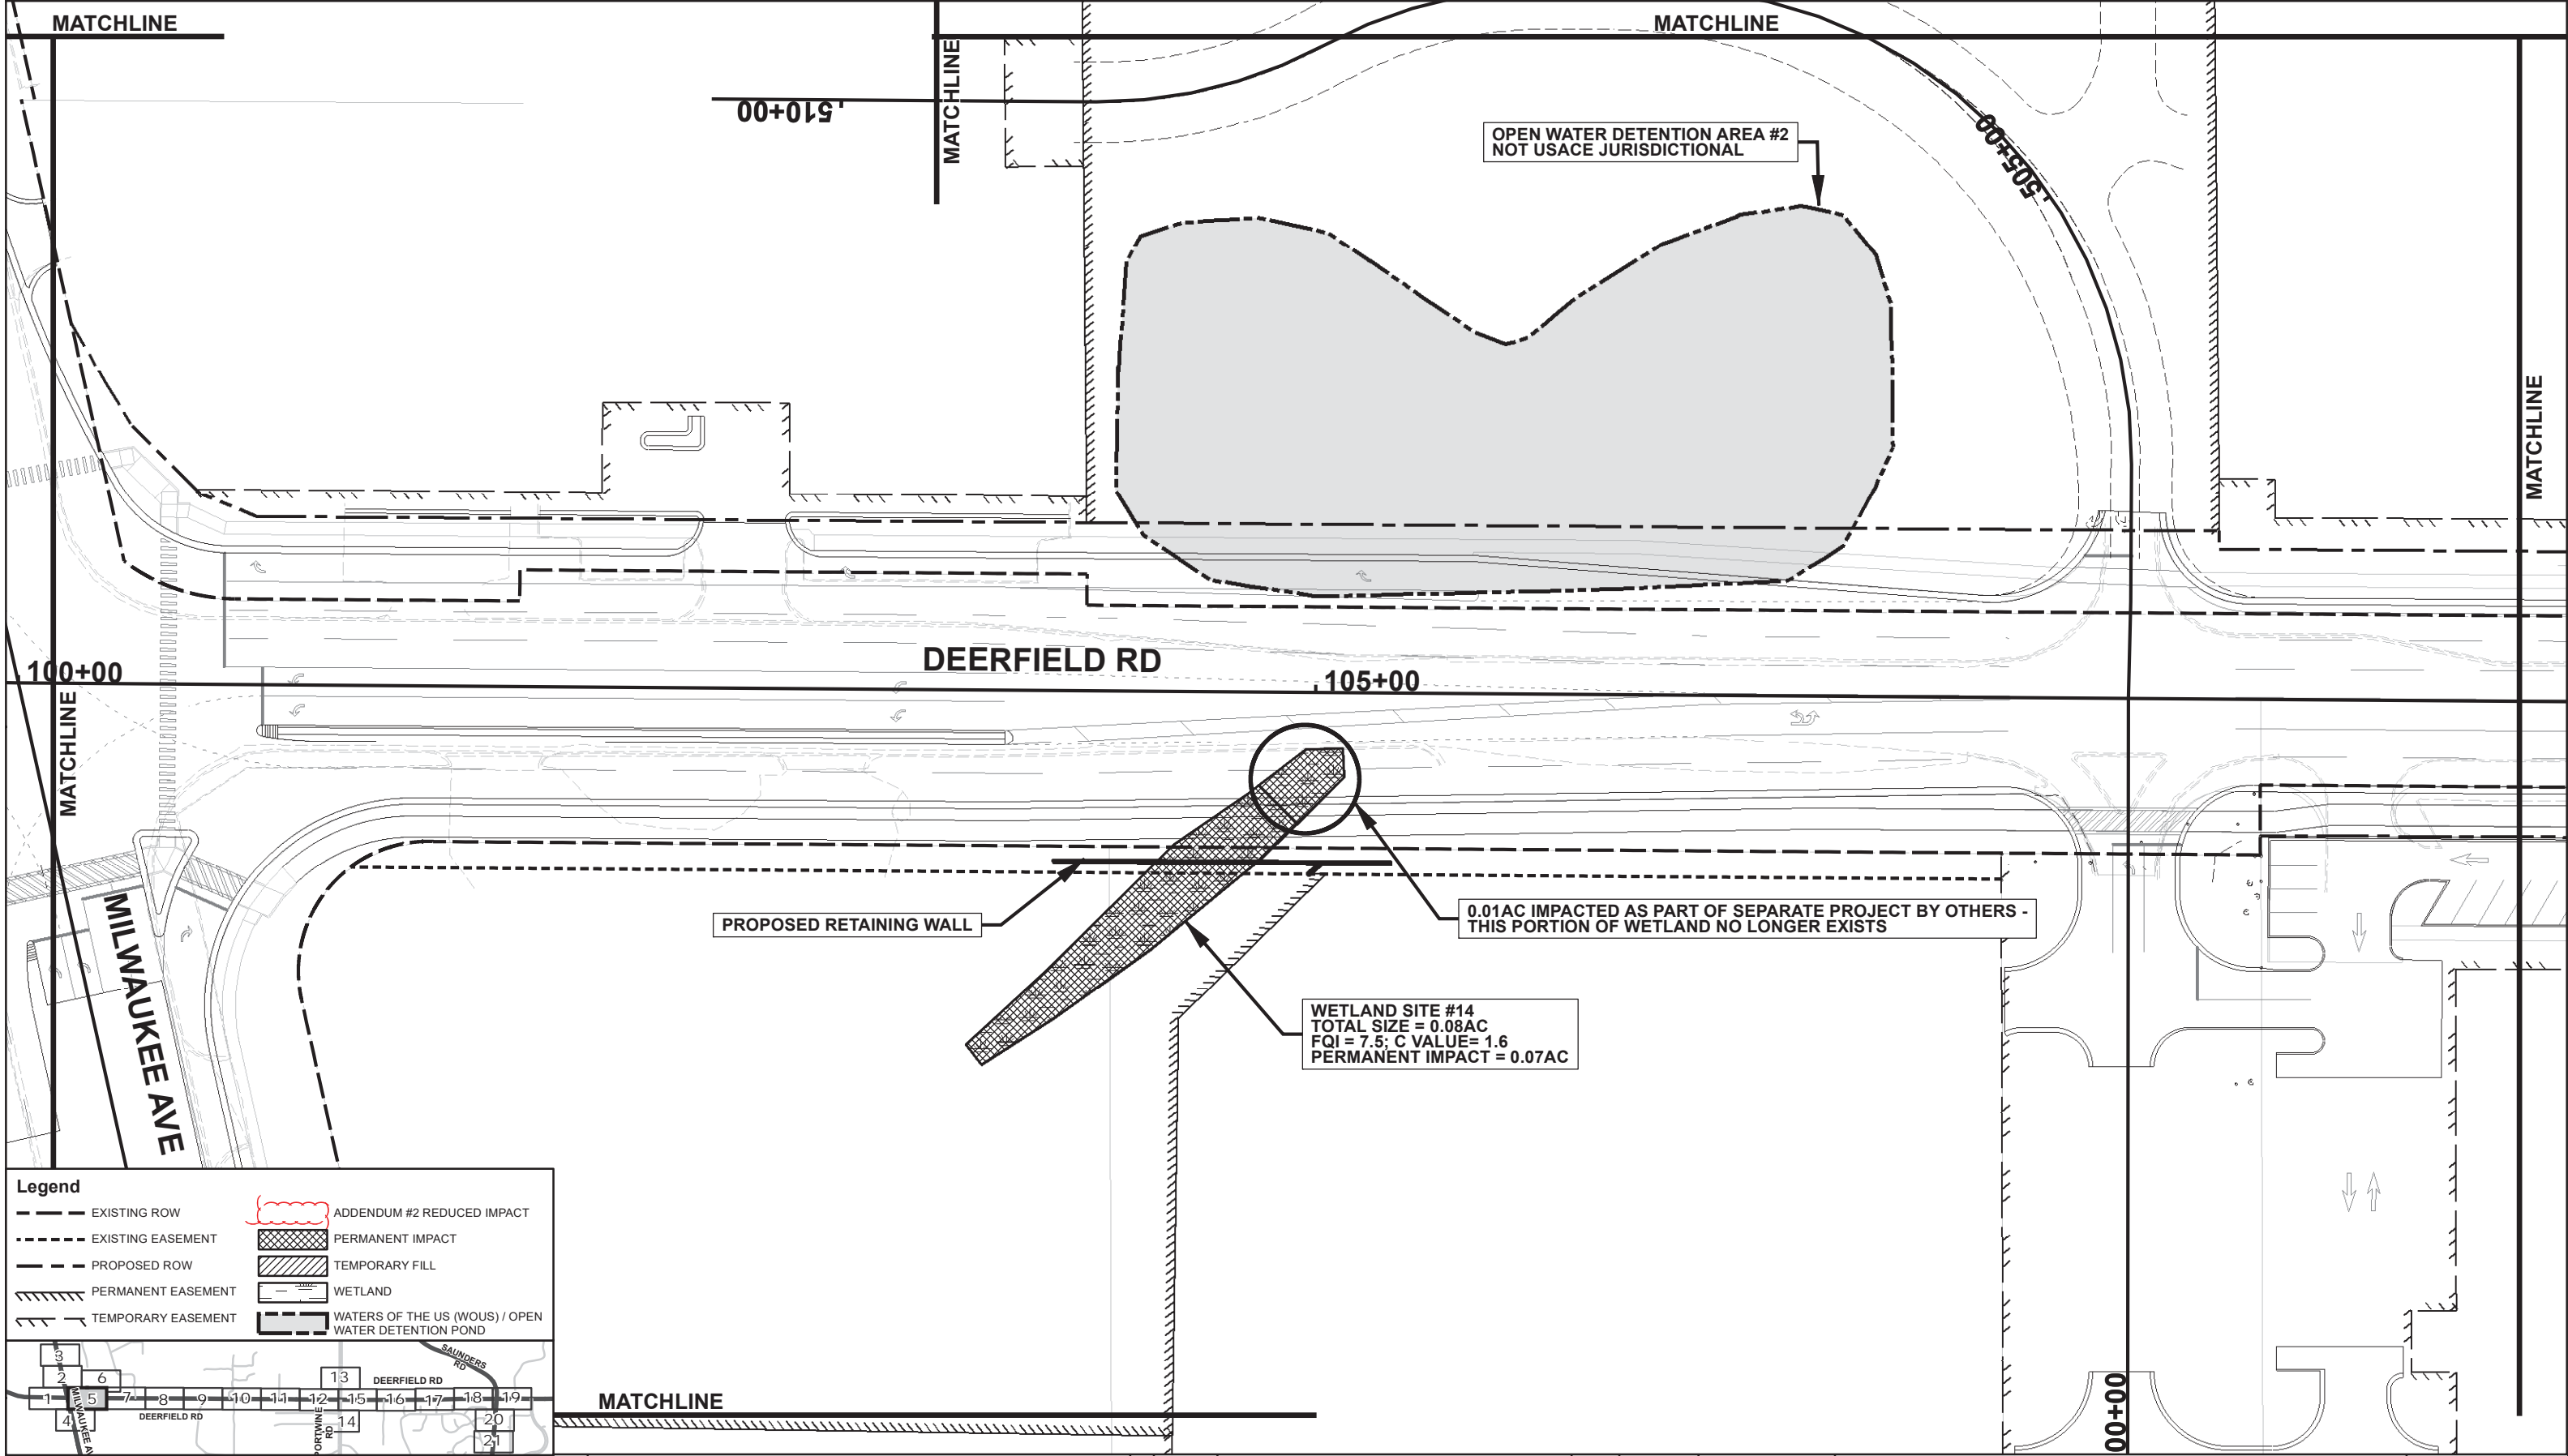 MATCHLINE
MATCHLINE
MATCHLINE
510+00
OPEN WATER DETENTION AREA #2
NOT USACE JURISDICTIONAL
505+00
MATCHLINE
DEERFIELD RD
100+00
105+00
MATCHLINE
MILWAUKEE AVE
PROPOSED RETAINING WALL
0.01AC IMPACTED AS PART OF SEPARATE PROJECT BY OTHERS -
THIS PORTION OF WETLAND NO LONGER EXISTS
WETLAND SITE #14
TOTAL SIZE = 0.08AC
FQI = 7.5; C VALUE= 1.6
PERMANENT IMPACT = 0.07AC
Legend
EXISTING ROW
EXISTING EASEMENT
PROPOSED ROW
PERMANENT EASEMENT
TEMPORARY EASEMENT
ADDENDUM #2 REDUCED IMPACT
PERMANENT IMPACT
TEMPORARY FILL
WETLAND
WATERS OF THE US (WOUS) / OPEN
WATER DETENTION POND
SAUNDERS
RD
3
2 6
13
DEERFIELD RD
1 5 7 8 9 10 11 12 15 16 17 18 19
4
DEERFIELD RD
14
20
21
MILWAUKEE AV
PORTWINE
RD
MATCHLINE
00+00